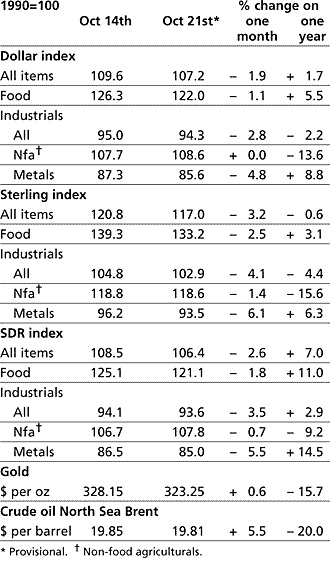 1990=100 % change on
Oct 14th Oct 21st* one one
month year
Dollar index
All items 109.6 107.2 – 1.9 + 1.7
Food 126.3 122.0 – 1.1 + 5.5
Industrials
All 95.0 94.3 – 2.8 – 2.2
Nfa† 107.7 108.6 + 0.0 – 13.6
Metals 87.3 85.6 – 4.8 + 8.8
Sterling index
All items 120.8 117.0 – 3.2 – 0.6
Food 139.3 133.2 – 2.5 + 3.1
Industrials
All 104.8 102.9 – 4.1 – 4.4
Nfa† 118.8 118.6 – 1.4 – 15.6
Metals 96.2 93.5 – 6.1 + 6.3
SDR index
All items 108.5 106.4 – 2.6 + 7.0
Food 125.1 121.1 – 1.8 + 11.0
Industrials
All 94.1 93.6 – 3.5 + 2.9
Nfa† 106.7 107.8 – 0.7 – 9.2
Metals 86.5 85.0 – 5.5 + 14.5
Gold
$ per oz 328.15 323.25 + 0.6 – 15.7
Crude oil North Sea Brent
$ per barrel 19.85 19.81 + 5.5 – 20.0
* Provisional. † Non-food agriculturals.